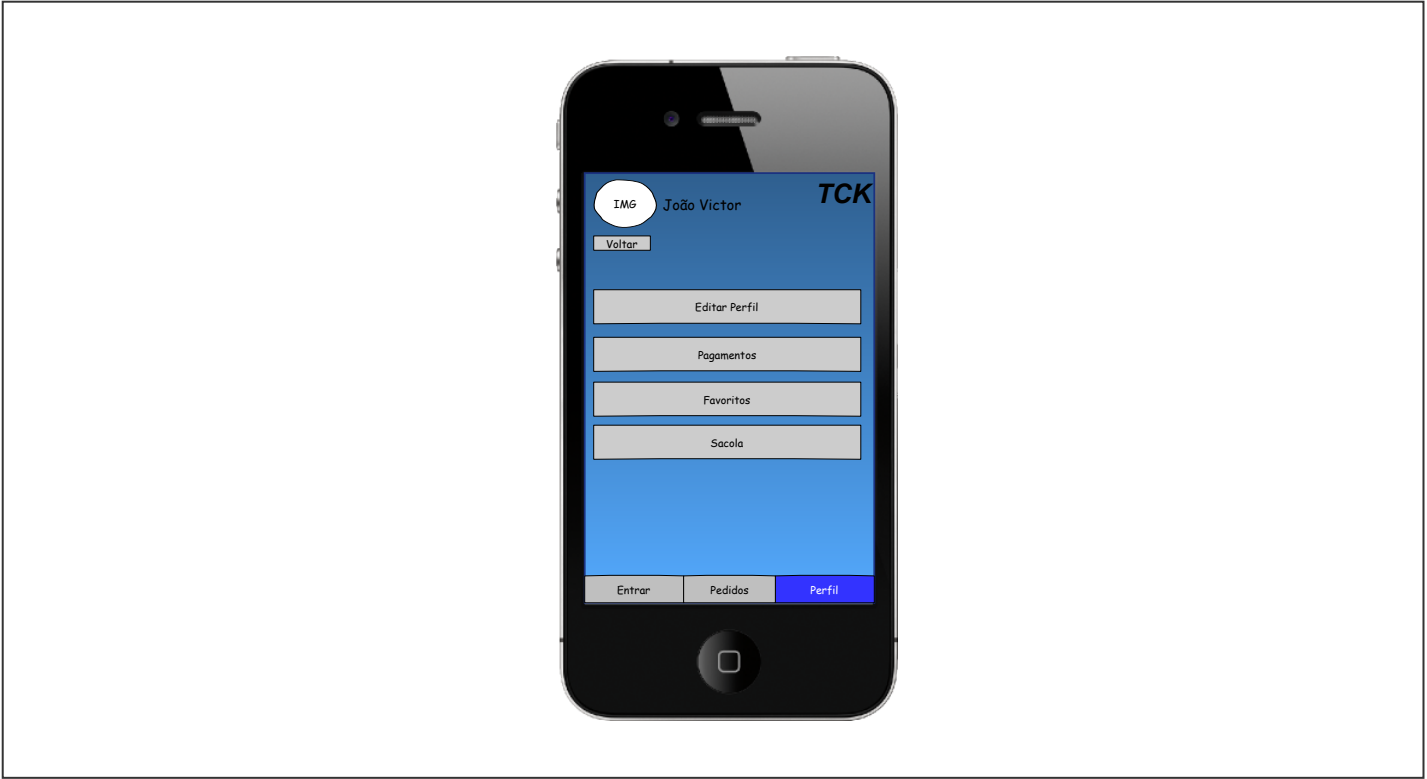 IMG
João Victor
TCK
Voltar
Editar Perfil
Pagamentos
Favoritos
Sacola
Entrar
Pedidos
Perfil